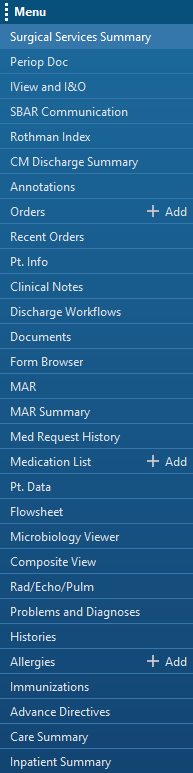 Menu
Surgical Services Summary
Periop Doc
IView and I&O
SBAR Communication
Rothman Index
CM Discharge Summary
Annotations
Orders + Add
Recent Orders
Pt. Info
Clinical Notes
Discharge Workflows
Documents
Form Browser
MAR
MAR Summary
Med Request History
Medication List + Add
Pt. Data
Flowsheet
Microbiology Viewer
Composite View
Rad/Echo/Pulm
Problems and Diagnoses
Histories
Allergies + Add
Immunizations
Advance Directives
Care Summary
Inpatient Summary